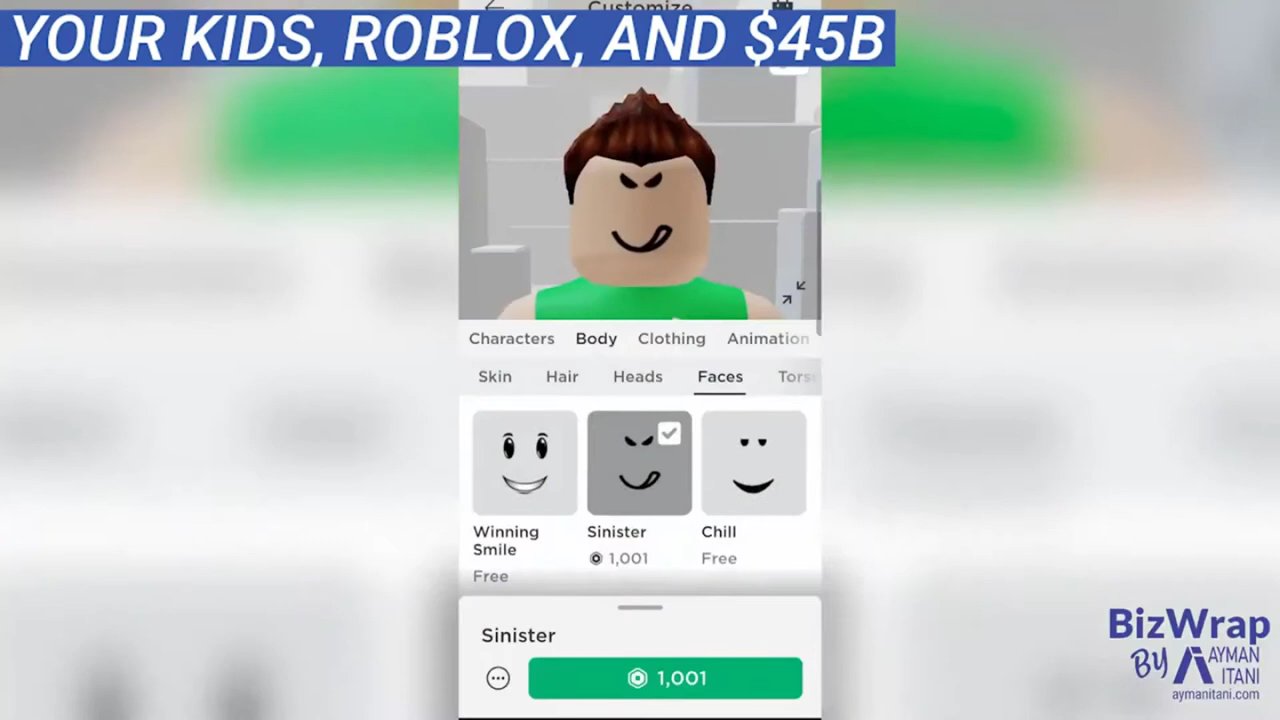 Customize
YOUR KIDS, ROBLOX, AND $45B
Characters Body Clothing Animation
Skin Hair Heads Faces Torso
Winning
Smile
Free
Sinister
1,001
Chill
Free
Sinister
1,001
BizWrap
BY AYMAN
ITANI
aymanitani.com